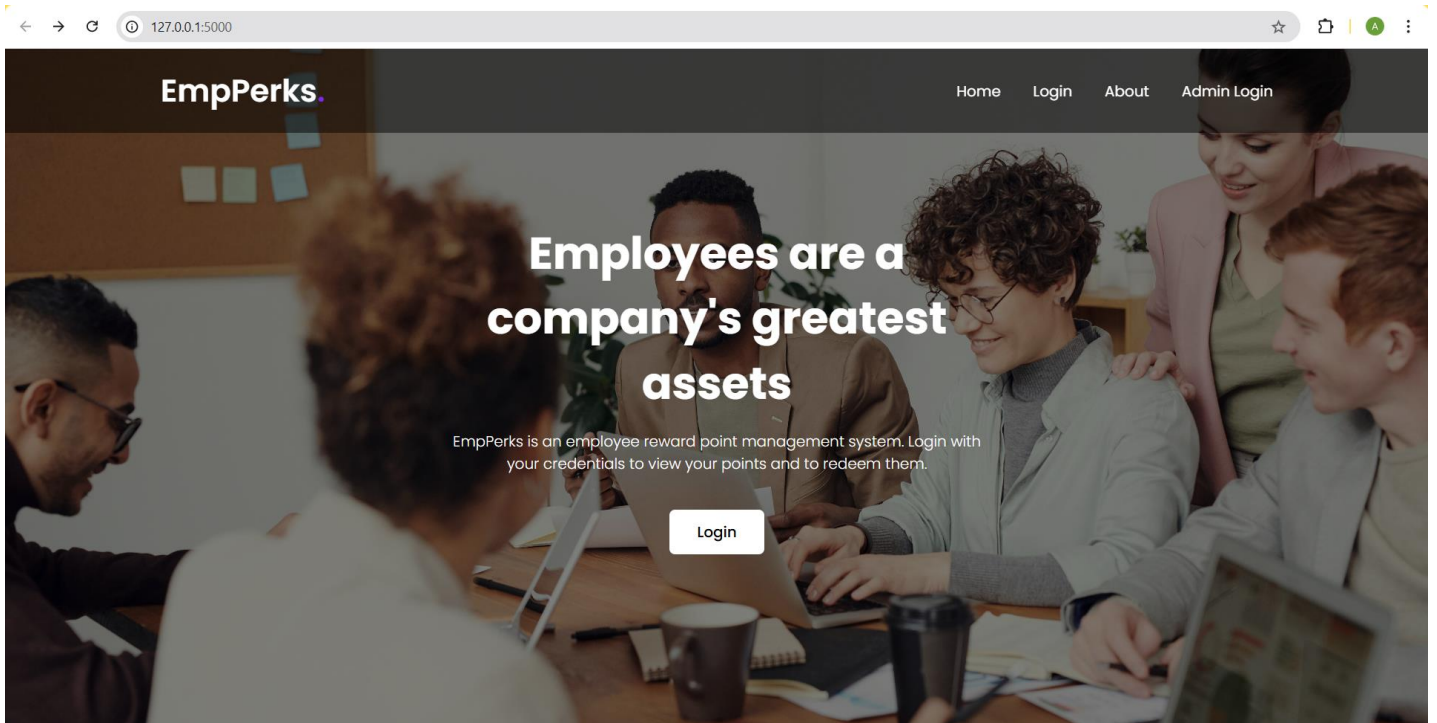 127.0.0.1:5000
A
EmpPerks.
Home Login About Admin Login
Employees are a
company's greatest
assets
EmpPerks is an employee reward point management system. Login with
your credentials to view your points and to redeem them.
Login